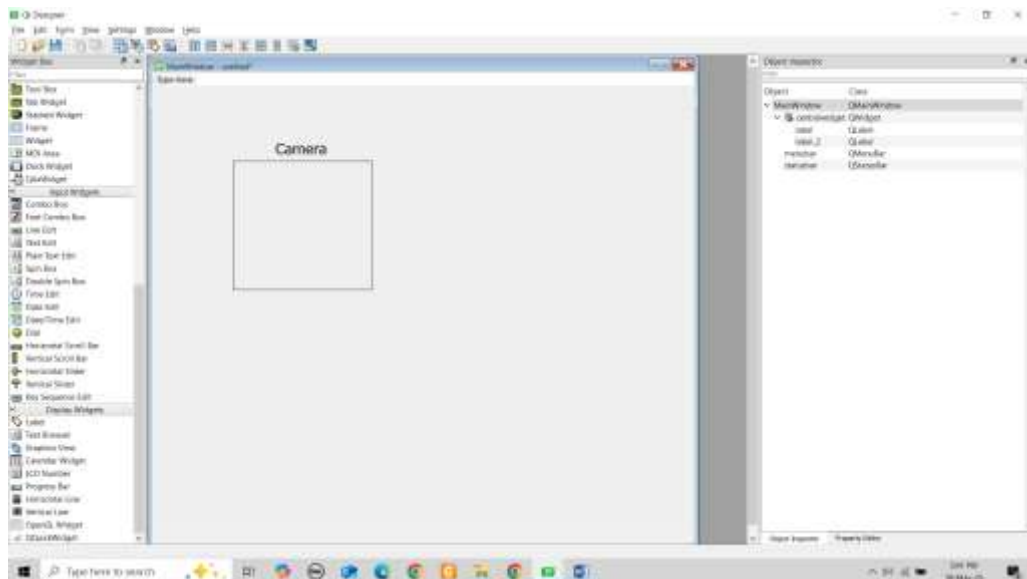 Qt Designer
File Edit Form View Settings Window Help
Widget Box
Filter
MainWindow - untitled*
Type Here
Camera
Tool Box
Tab Widget
Stacked Widget
Frame
Widget
MDI Area
Dock Widget
Input Widgets
Combo Box
Font Combo Box
Line Edit
Text Edit
Plain Text Edit
Spin Box
Double Spin Box
Time Edit
Date Edit
Date/Time Edit
Dial
Horizontal Scroll Bar
Vertical Scroll Bar
Horizontal Slider
Vertical Slider
Key Sequence Edit
Display Widgets
Label
Text Browser
Graphics View
Calendar Widget
LCD Number
Progress Bar
Horizontal Line
Vertical Line
OpenGL Widget
QQuickWidget
Object Inspector
Filter
Object Class
MainWindow QMainWindow
centralwidget QWidget
label QLabel
label_2 QLabel
menubar QMenuBar
statusbar QStatusBar
Object Inspector Property Editor
Type here to search